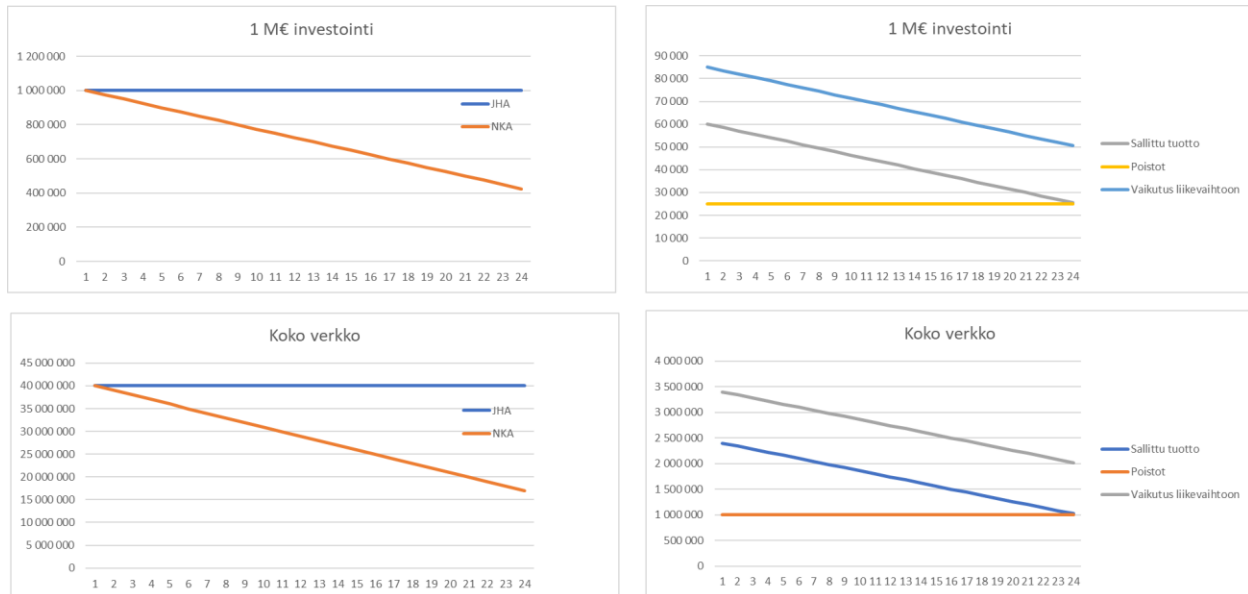 1 M€ investointi
1 200 000
1 000 000
800 000
600 000
400 000
200 000
0
JHA
NKA
1 2 3 4 5 6 7 8 9 10 11 12 13 14 15 16 17 18 19 20 21 22 23 24
1 M€ investointi
90 000
80 000
70 000
60 000
50 000
40 000
30 000
20 000
10 000
0
Sallittu tuotto
Poistot
Vaikutus liikevaihtoon
1 2 3 4 5 6 7 8 9 10 11 12 13 14 15 16 17 18 19 20 21 22 23 24
Koko verkko
45 000 000
40 000 000
35 000 000
30 000 000
25 000 000
20 000 000
15 000 000
10 000 000
5 000 000
0
JHA
NKA
1 2 3 4 5 6 7 8 9 10 11 12 13 14 15 16 17 18 19 20 21 22 23 24
Koko verkko
4 000 000
3 500 000
3 000 000
2 500 000
2 000 000
1 500 000
1 000 000
500 000
0
Sallittu tuotto
Poistot
Vaikutus liikevaihtoon
1 2 3 4 5 6 7 8 9 10 11 12 13 14 15 16 17 18 19 20 21 22 23 24